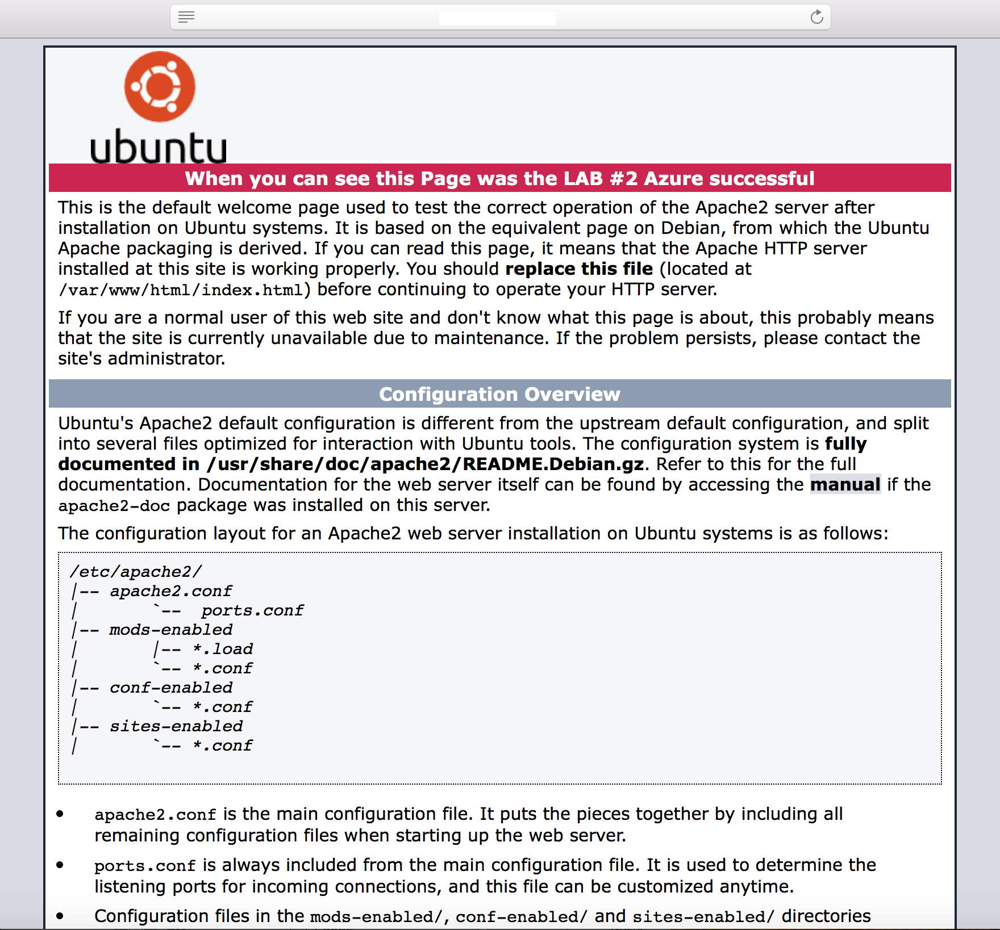 ubuntu
When you can see this Page was the LAB #2 Azure successful
This is the default welcome page used to test the correct operation of the Apache2 server after
installation on Ubuntu systems. It is based on the equivalent page on Debian, from which the Ubuntu
Apache packaging is derived. If you can read this page, it means that the Apache HTTP server
installed at this site is working properly. You should replace this file (located at
/var/www/html/index.html) before continuing to operate your HTTP server.
If you are a normal user of this web site and don't know what this page is about, this probably means
that the site is currently unavailable due to maintenance. If the problem persists, please contact the
site's administrator.
Configuration Overview
Ubuntu's Apache2 default configuration is different from the upstream default configuration, and split
into several files optimized for interaction with Ubuntu tools. The configuration system is fully
documented in /usr/share/doc/apache2/README.Debian.gz. Refer to this for the full
documentation. Documentation for the web server itself can be found by accessing the manual if the
apache2-doc package was installed on this server.
The configuration layout for an Apache2 web server installation on Ubuntu systems is as follows:
/etc/apache2/
|-- apache2.conf
|       `--  ports.conf
|-- mods-enabled
|       |-- *.load
|       `-- *.conf
|-- conf-enabled
|       `-- *.conf
|-- sites-enabled
|       `-- *.conf
• apache2.conf is the main configuration file. It puts the pieces together by including all
remaining configuration files when starting up the web server.
• ports.conf is always included from the main configuration file. It is used to determine the
listening ports for incoming connections, and this file can be customized anytime.
• Configuration files in the mods-enabled/, conf-enabled/ and sites-enabled/ directories